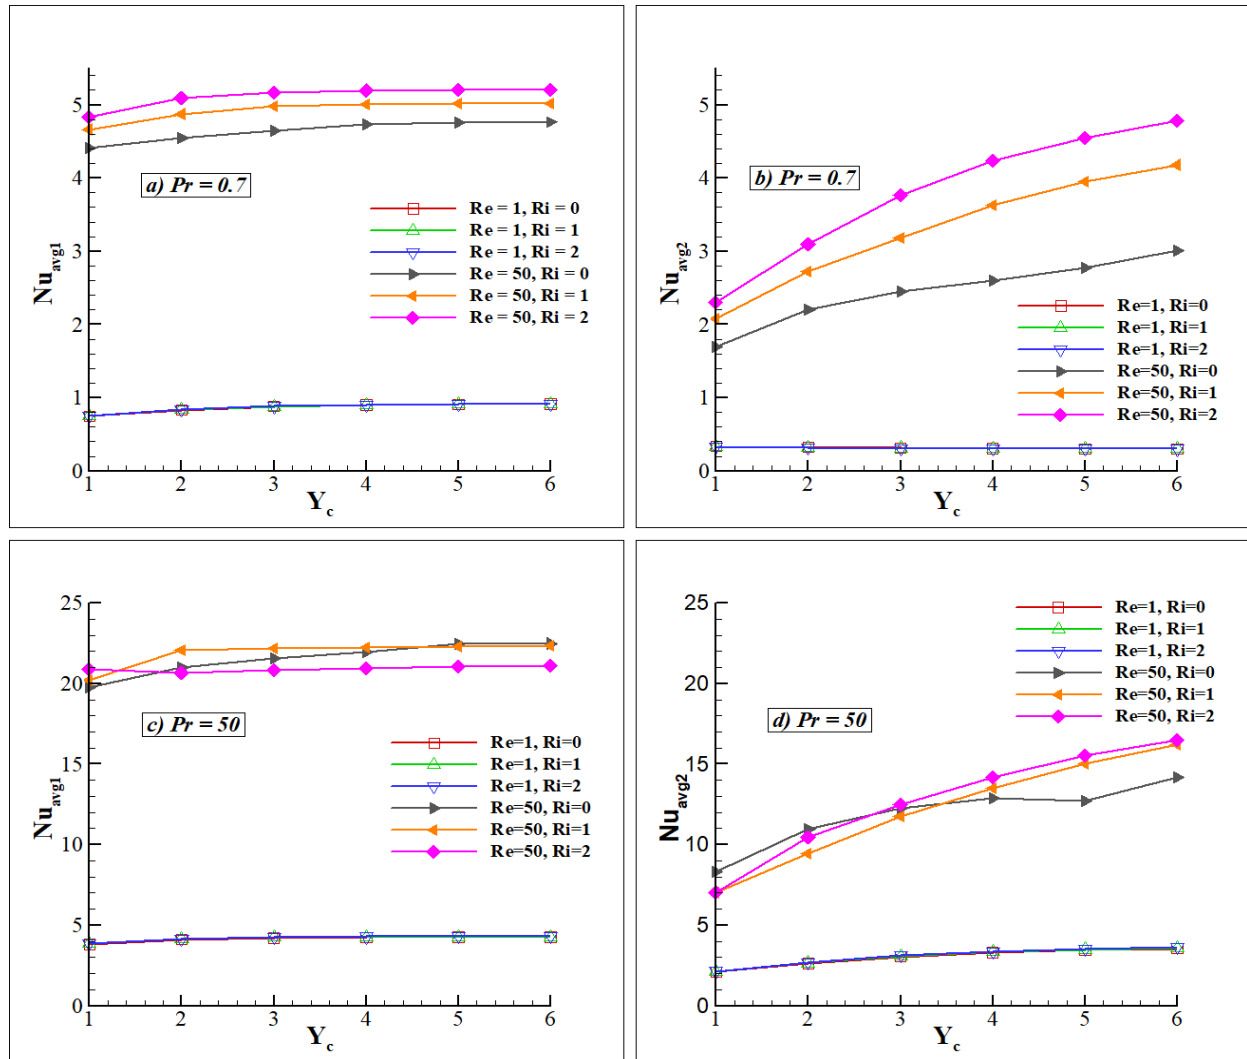 5
4
3
2
1
0
Nu_avg1
a) Pr = 0.7
Re = 1, Ri = 0
Re = 1, Ri = 1
Re = 1, Ri = 2
Re = 50, Ri = 0
Re = 50, Ri = 1
Re = 50, Ri = 2
1 2 3 4 5 6
Y_c
5
4
3
2
1
0
Nu_avg2
b) Pr = 0.7
Re=1, Ri=0
Re=1, Ri=1
Re=1, Ri=2
Re=50, Ri=0
Re=50, Ri=1
Re=50, Ri=2
1 2 3 4 5 6
Y_c
25
20
15
10
5
0
Nu_avg1
c) Pr = 50
Re=1, Ri=0
Re=1, Ri=1
Re=1, Ri=2
Re=50, Ri=0
Re=50, Ri=1
Re=50, Ri=2
1 2 3 4 5 6
Y_c
25
20
15
10
5
0
Nu_avg2
Re=1, Ri=0
Re=1, Ri=1
Re=1, Ri=2
Re=50, Ri=0
Re=50, Ri=1
Re=50, Ri=2
d) Pr = 50
1 2 3 4 5 6
Y_c